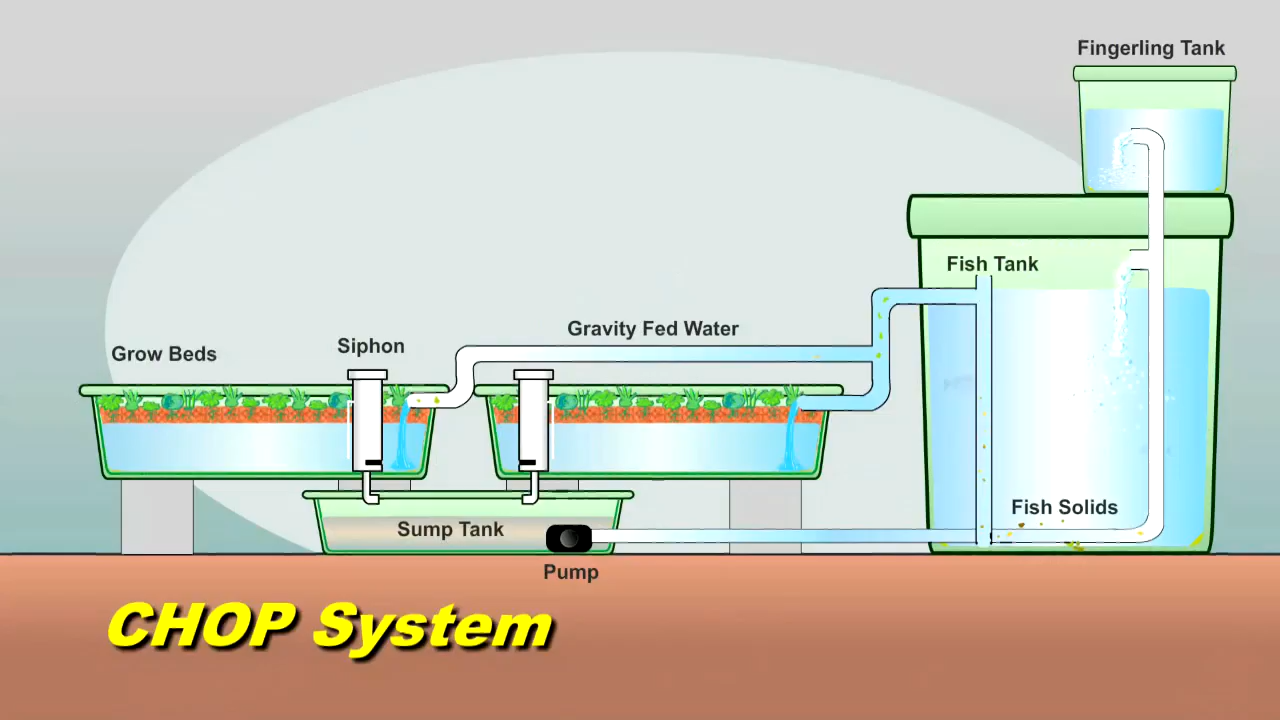 Fingerling Tank
Fish Tank
Gravity Fed Water
Siphon
Grow Beds
Fish Solids
Sump Tank
Pump
CHOP System